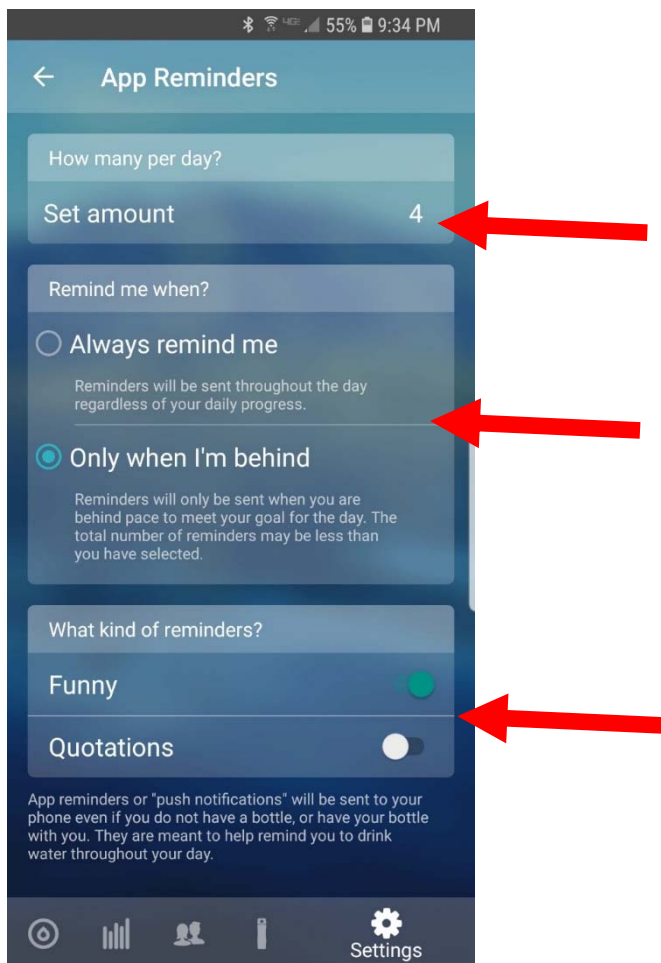 4G 55% 9:34 PM
App Reminders
How many per day?
Set amount 4
Remind me when?
Always remind me
Reminders will be sent throughout the day
regardless of your daily progress.
Only when I'm behind
Reminders will only be sent when you are
behind pace to meet your goal for the day. The
total number of reminders may be less than
you have selected.
What kind of reminders?
Funny
Quotations
App reminders or "push notifications" will be sent to your
phone even if you do not have a bottle, or have your bottle
with you. They are meant to help remind you to drink
water throughout your day.
Settings